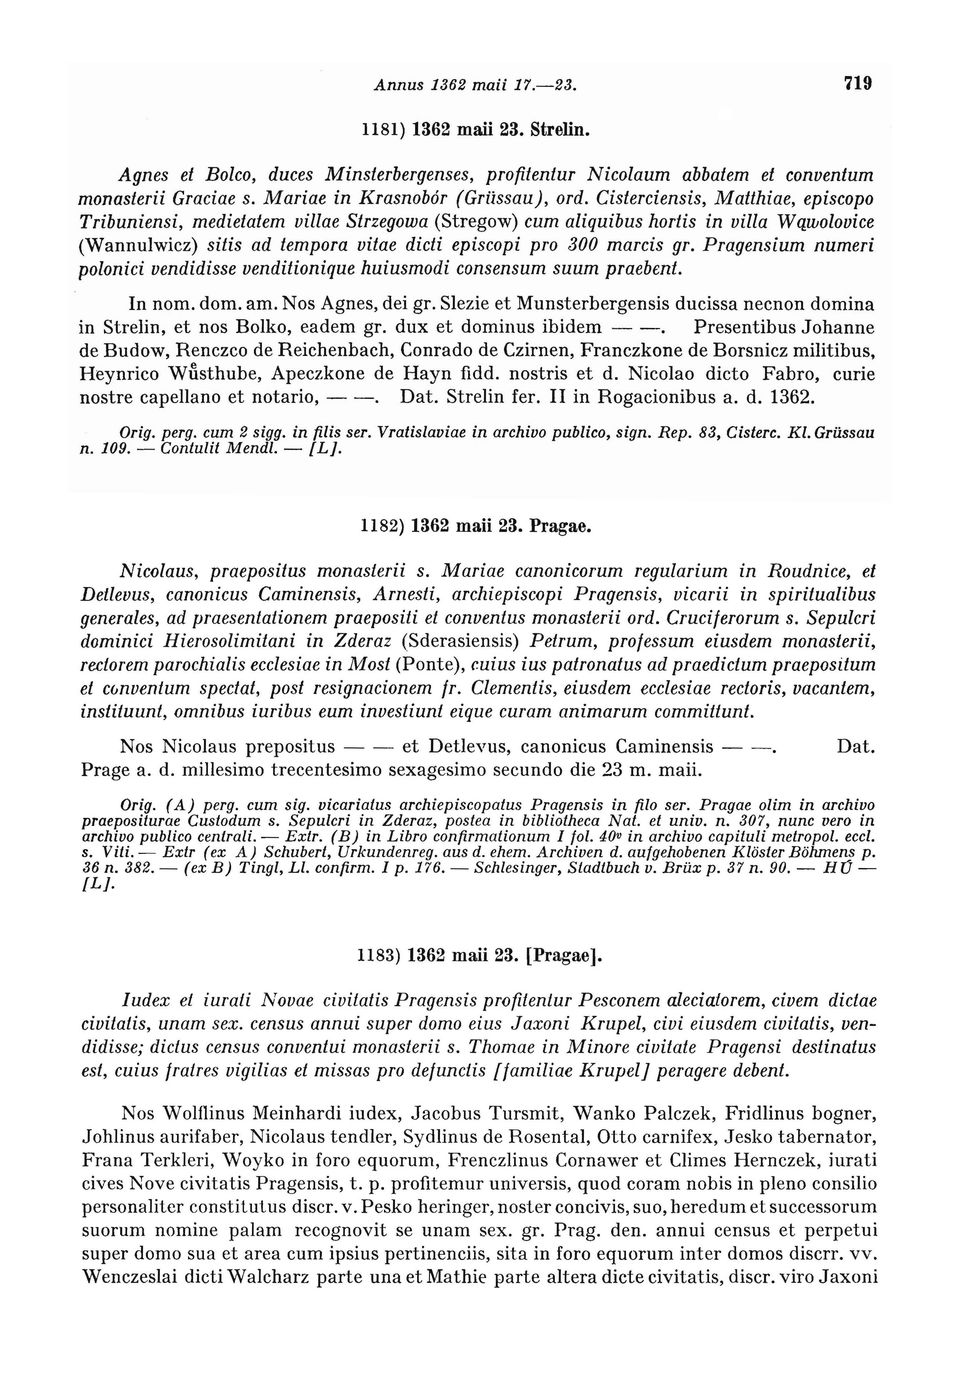 Annus 1362 maii 17.—23. 719
1181) 1362 maii 23. Strelin.
Agnes et Bolco, duces Minsterbergenses, profitentur Nicolaum abbatem et conventum
monasterii Graciae s. Mariae in Krasnobór (Grüssau), ord. Cisterciensis, Matthiae, episcopo
Tribuniensi, medietatem villae Strzegowa (Stregow) cum aliquibus hortis in villa Wąwolovice
(Wannulwicz) sitis ad tempora vitae dicti episcopi pro 300 marcis gr. Pragensium numeri
polonici vendidisse venditionique huiusmodi consensum suum praebent.
In nom. dom. am. Nos Agnes, dei gr. Slezie et Munsterbergensis ducissa necnon domina
in Strelin, et nos Bolko, eadem gr. dux et dominus ibidem — —. Presentibus Johanne
de Budow, Renczco de Reichenbach, Conrado de Czirnen, Franczkone de Borsnicz militibus,
Heynrico Wůsthube, Apeczkone de Hayn fidd. nostris et d. Nicolao dicto Fabro, curie
nostre capellano et notario, — —. Dat. Strelin fer. II in Rogacionibus a. d. 1362.
Orig. perg. cum 2 sigg. in filis ser. Vratislaviae in archivo publico, sign. Rep. 83, Cisterc. Kl. Grüssau
n. 109. — Contulit Mendl. — [L].
1182) 1362 maii 23. Pragae.
Nicolaus, praepositus monasterii s. Mariae canonicorum regularium in Roudnice, et
Detlevus, canonicus Caminensis, Arnesti, archiepiscopi Pragensis, vicarii in spiritualibus
generales, ad praesentationem praepositi et conventus monasterii ord. Cruciferorum s. Sepulcri
dominici Hierosolimitani in Zderaz (Sderasiensis) Petrum, professum eiusdem monasterii,
rectorem parochialis ecclesiae in Most (Ponte), cuius ius patronatus ad praedictum praepositum
et conventum spectat, post resignacionem fr. Clementis, eiusdem ecclesiae rectoris, vacantem,
instituunt, omnibus iuribus eum investiunt eique curam animarum committunt.
Nos Nicolaus prepositus — — et Detlevus, canonicus Caminensis — —. Dat.
Prage a. d. millesimo trecentesimo sexagesimo secundo die 23 m. maii.
Orig. (A) perg. cum sig. vicariatus archiepiscopatus Pragensis in filo ser. Pragae olim in archivo
praepositurae Custodum s. Sepulcri in Zderaz, postea in bibliotheca Nat. et univ. n. 307, nunc vero in
archivo publico centrali. — Extr. (B) in Libro confirmationum I fol. 40v in archivo capituli metropol. eccl.
s. Viti. — Extr (ex A) Schubert, Urkundenreg. aus d. ehem. Archiven d. aufgehobenen Klöster Böhmens p.
36 n. 382. — (ex B) Tingl, Ll. confirm. I p. 176. — Schlesinger, Stadtbuch v. Brüx p. 37 n. 90. — HÚ —
[L].
1183) 1362 maii 23. [Pragae].
Iudex et iurati Novae civitatis Pragensis profitentur Pesconem aleciatorem, civem dictae
civitatis, unam sex. census annui super domo eius Jaxoni Krupel, civi eiusdem civitatis, ven-
didisse; dictus census conventui monasterii s. Thomae in Minore civitate Pragensi destinatus
est, cuius fratres vigilias et missas pro defunctis [familiae Krupel] peragere debent.
Nos Wolflinus Meinhardi iudex, Jacobus Tursmit, Wanko Palczek, Fridlinus bogner,
Johlinus aurifaber, Nicolaus tendler, Sydlinus de Rosental, Otto carnifex, Jesko tabernator,
Frana Terkleri, Woyko in foro equorum, Frenczlinus Cornawer et Climes Hernczek, iurati
cives Nove civitatis Pragensis, t. p. profitemur universis, quod coram nobis in pleno consilio
personaliter constitutus discr. v. Pesko heringer, noster concivis, suo, heredum et successorum
suorum nomine palam recognovit se unam sex. gr. Prag. den. annui census et perpetui
super domo sua et area cum ipsius pertinenciis, sita in foro equorum inter domos discrr. vv.
Wenczeslai dicti Walcharz parte una et Mathie parte altera dicte civitatis, discr. viro Jaxoni